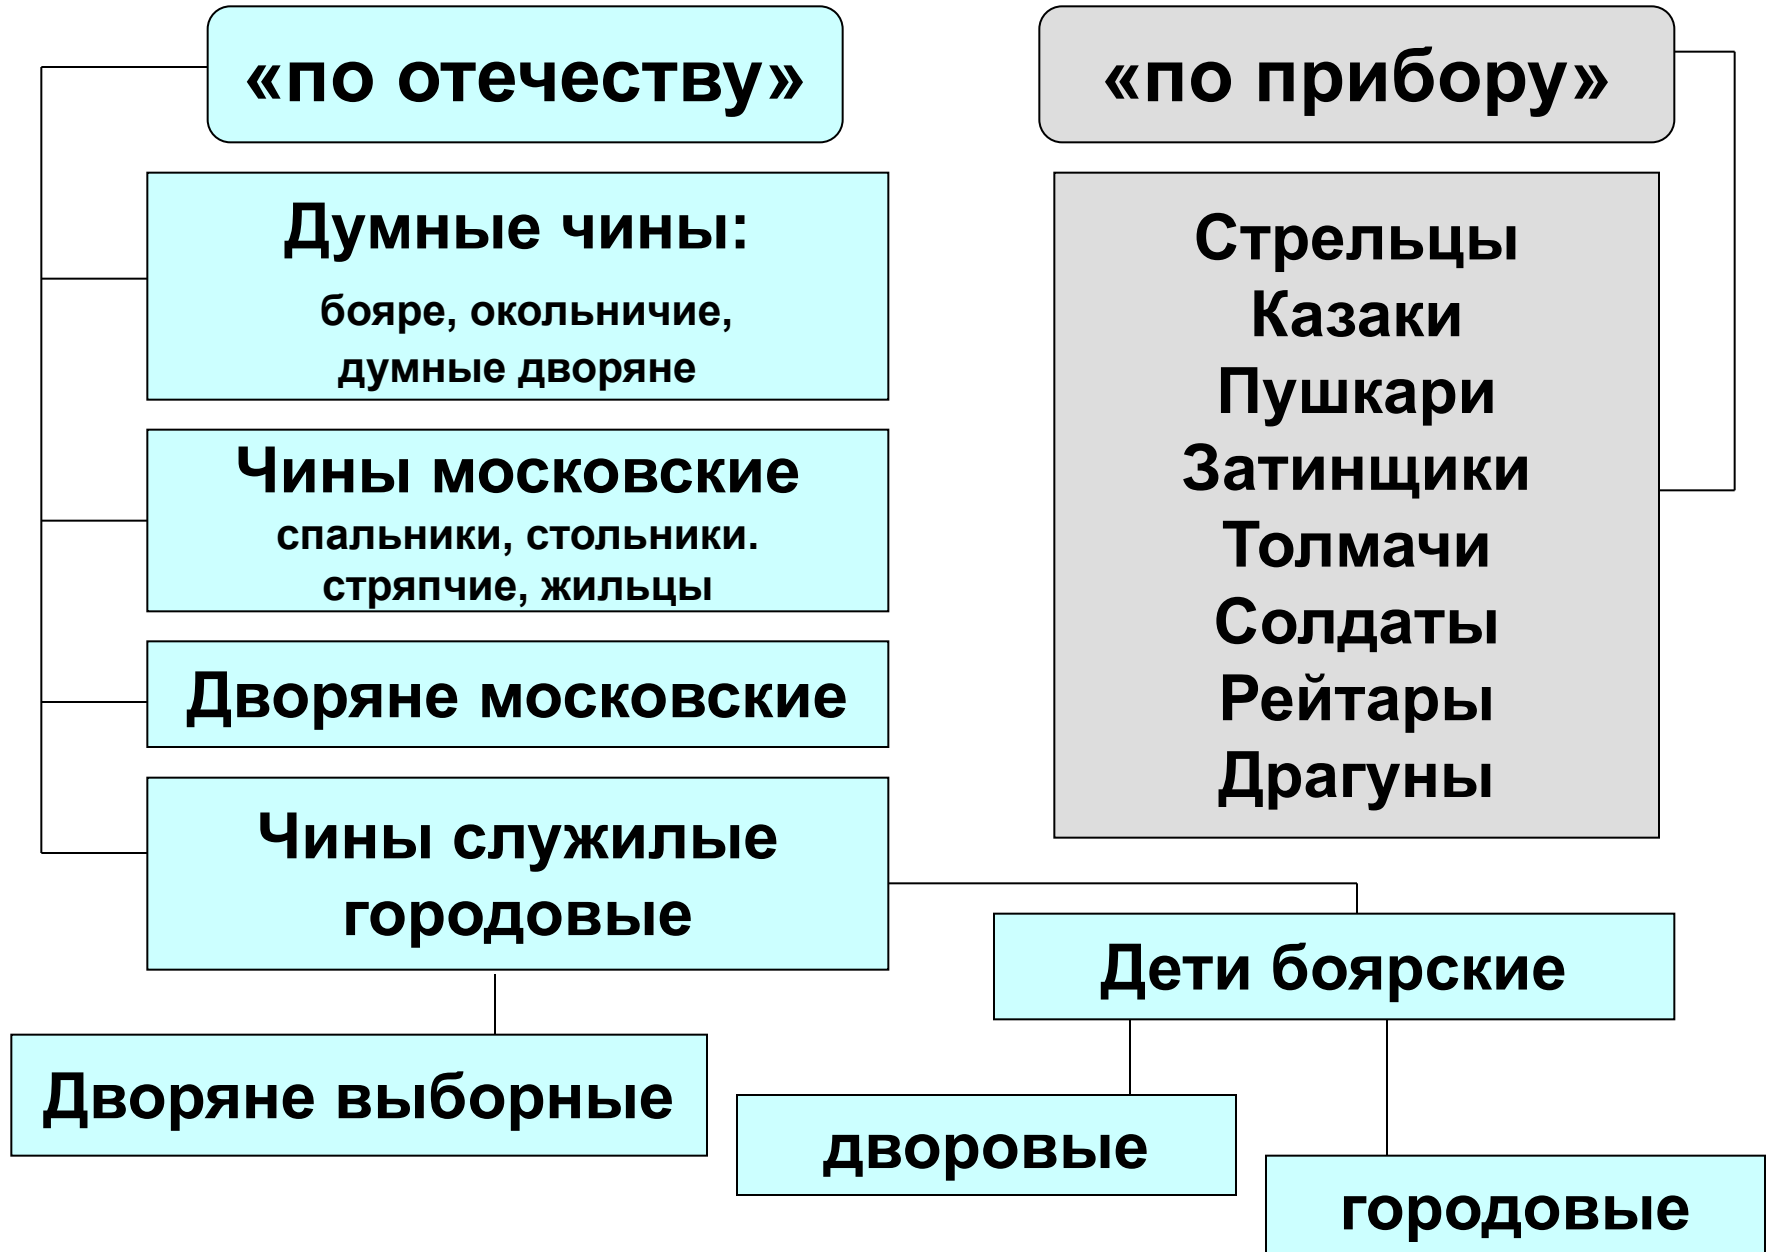 «по отечеству»
«по прибору»
Думные чины:
бояре, окольничие,
думные дворяне
Чины московские
спальники, стольники.
стряпчие, жильцы
Дворяне московские
Чины служилые
городовые
Стрельцы
Казаки
Пушкари
Затинщики
Толмачи
Солдаты
Рейтары
Драгуны
Дети боярские
Дворяне выборные
дворовые
городовые